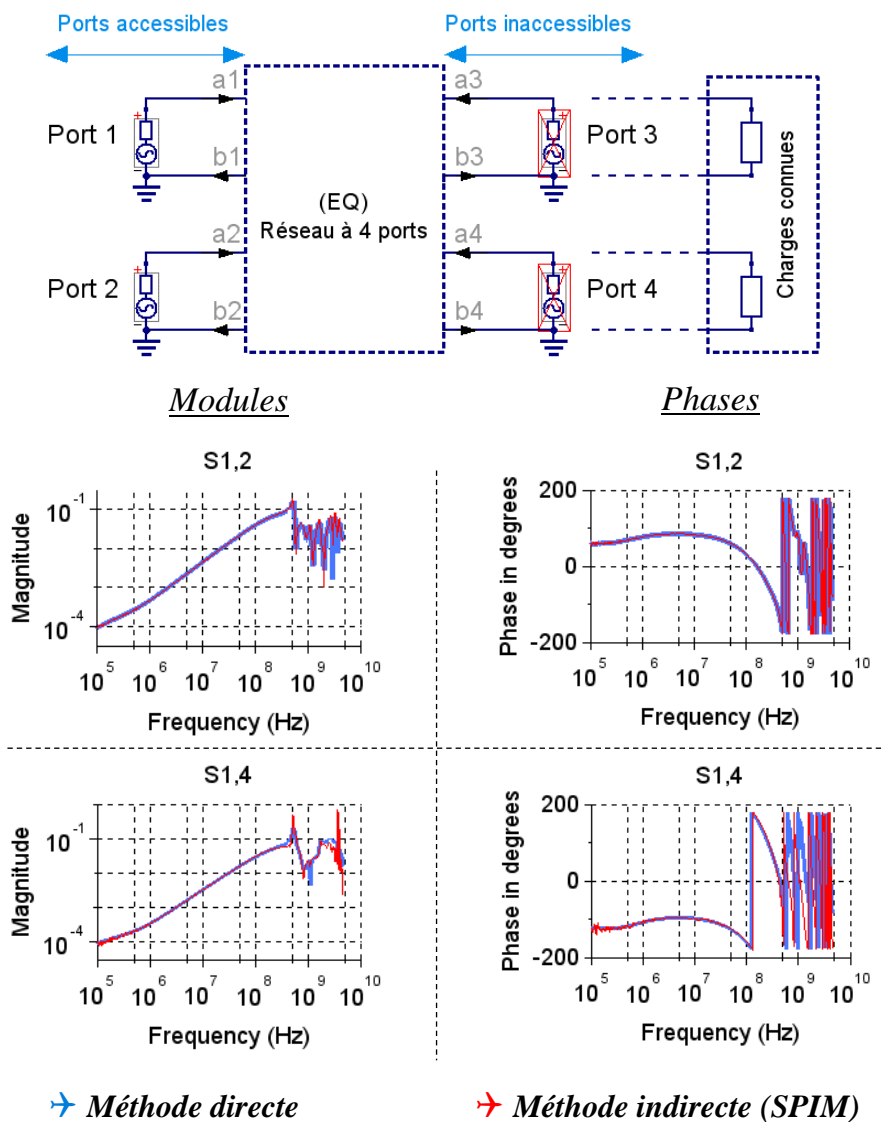 Ports accessibles
Ports inaccessibles
a1
a3
Port 1
Port 3
b1
b3
(EQ)
Réseau à 4 ports
a2
a4
Port 2
Port 4
b2
b4
Charges connues
Modules
Phases
S1,2
Magnitude
10^-1
10^-4
10^5 10^6 10^7 10^8 10^9 10^10
Frequency (Hz)
S1,2
Phase in degrees
200
0
-200
10^5 10^6 10^7 10^8 10^9 10^10
Frequency (Hz)
S1,4
Magnitude
10^-1
10^-4
10^5 10^6 10^7 10^8 10^9 10^10
Frequency (Hz)
S1,4
Phase in degrees
200
0
-200
10^5 10^6 10^7 10^8 10^9 10^10
Frequency (Hz)
Méthode directe
Méthode indirecte (SPIM)